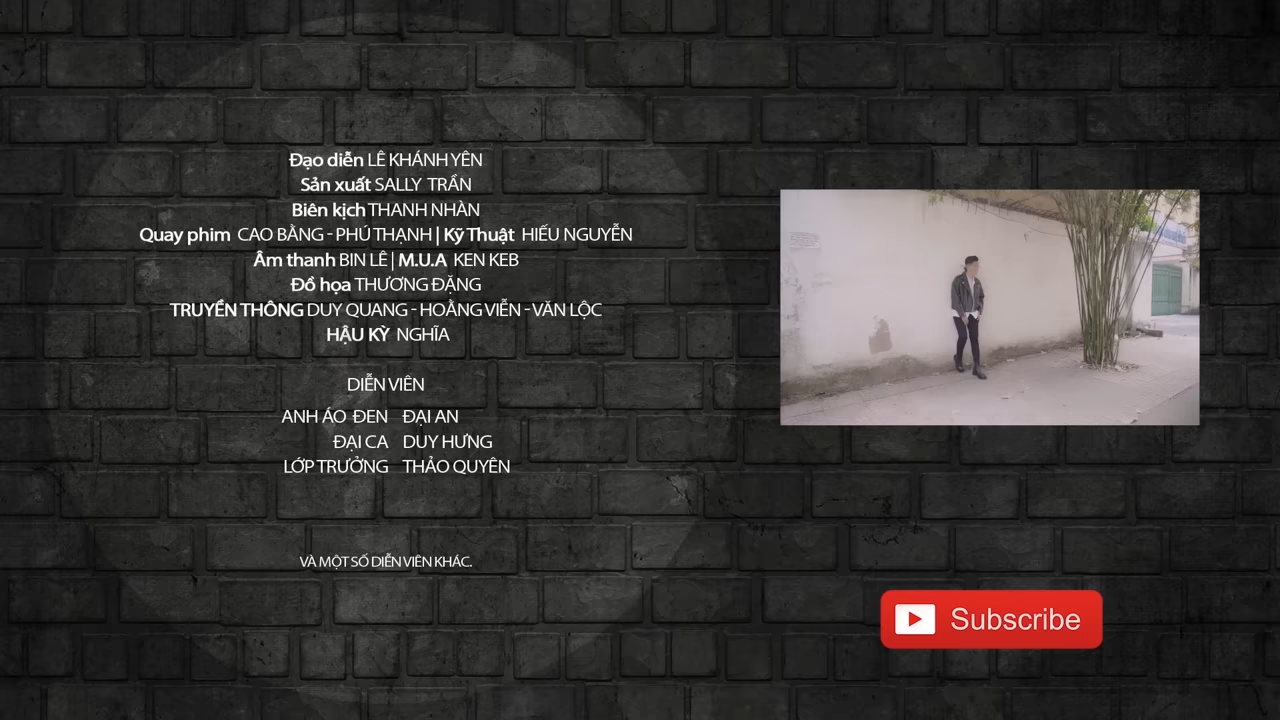 Đạo diễn LÊ KHÁNH YÊN
Sản xuất SALLY TRẦN
Biên kịch THANH NHÀN
Quay phim CAO BẰNG - PHÚ THẠNH | Kỹ Thuật HIẾU NGUYỄN
Âm thanh BIN LÊ | M.U.A KEN KEB
Đồ họa THƯƠNG ĐẶNG
TRUYỀN THÔNG DUY QUANG - HOẰNG VIỄN - VĂN LỘC
HẬU KỲ NGHĨA
DIỄN VIÊN
ANH ÁO ĐEN ĐẠI AN
ĐẠI CA DUY HƯNG
LỚP TRƯỞNG THẢO QUYÊN
VÀ MỘT SỐ DIỄN VIÊN KHÁC.
Subscribe